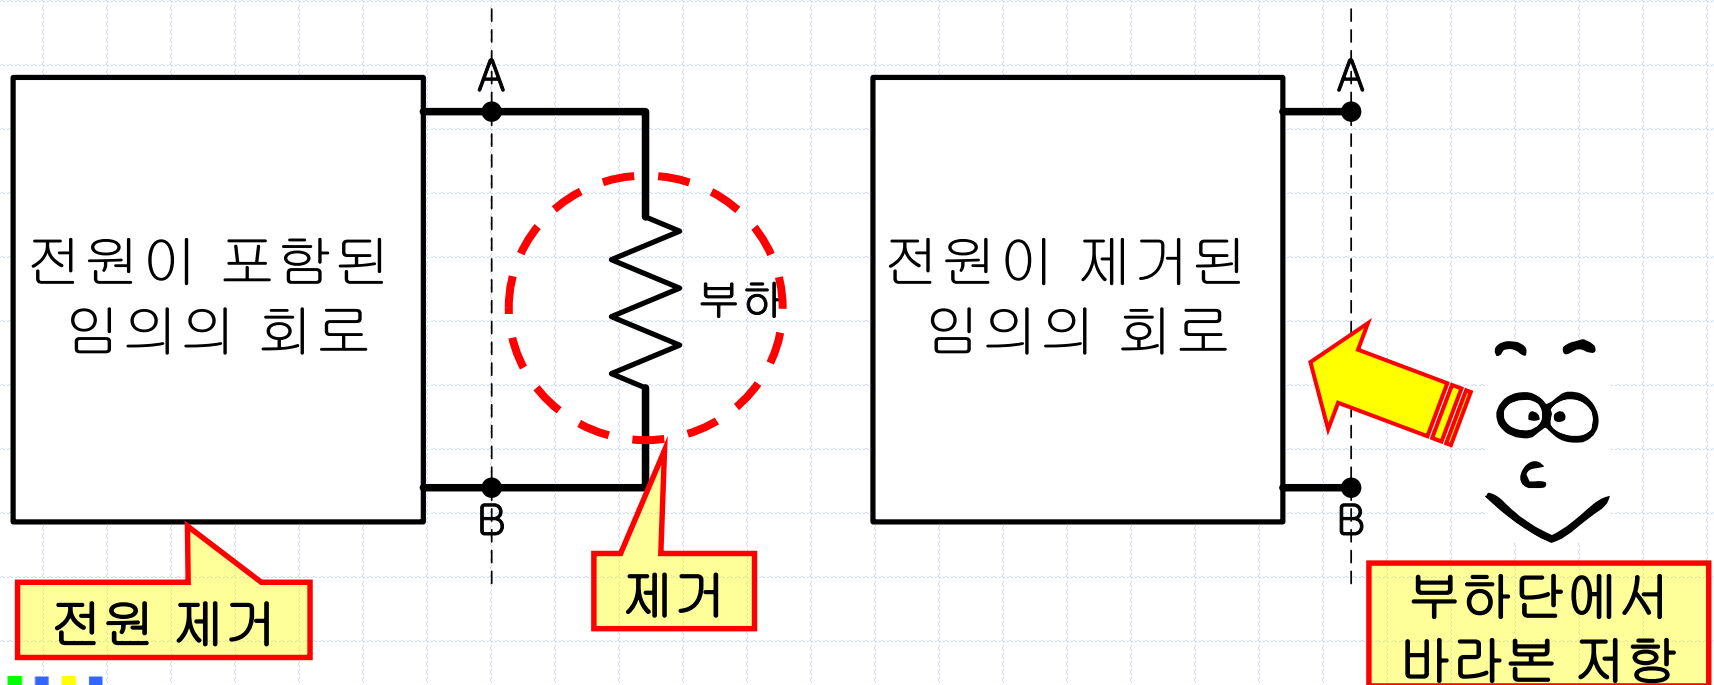 A
전원이 포함된
임의의 회로
부하
B
전원 제거
제거
A
전원이 제거된
임의의 회로
B
부하단에서
바라본 저항